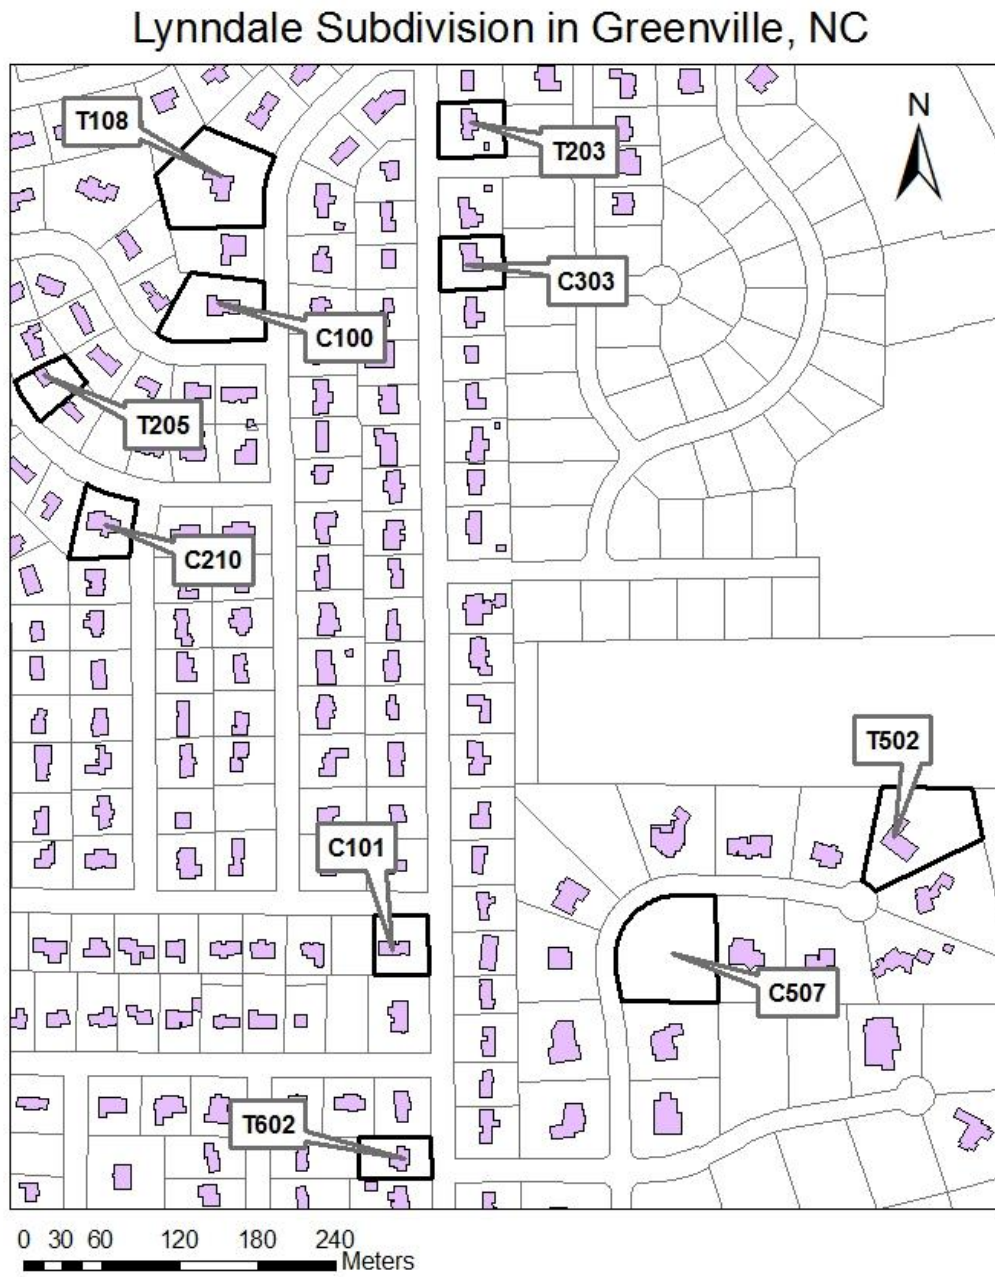 Lynndale Subdivision in Greenville, NC
T108
T203
N
C303
C100
T205
C210
T502
C101
C507
T602
0 30 60 120 180 240
Meters